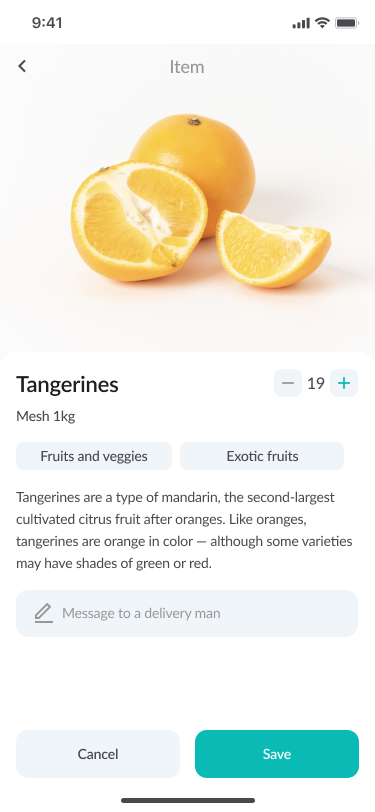 9:41
Item
Tangerines
19
Mesh 1kg
Fruits and veggies
Exotic fruits
Tangerines are a type of mandarin, the second-largest
cultivated citrus fruit after oranges. Like oranges,
tangerines are orange in color — although some varieties
may have shades of green or red.
Message to a delivery man
Cancel
Save